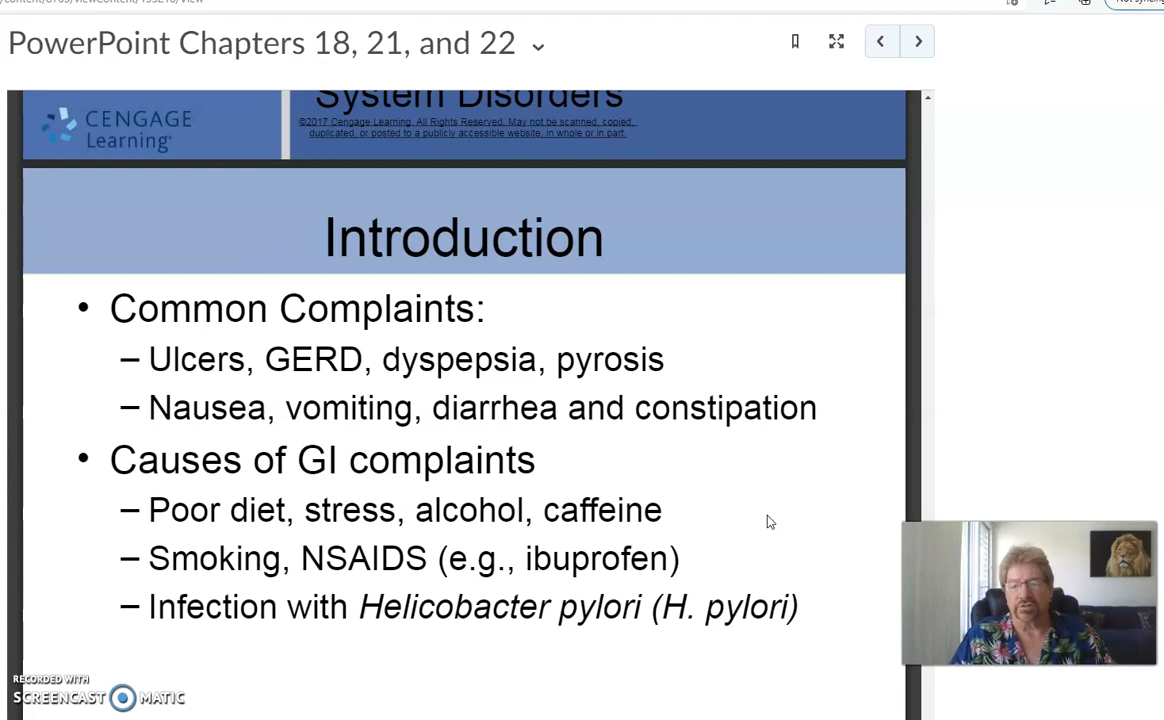 PowerPoint Chapters 18, 21, and 22
System Disorders
©2017 Cengage Learning. All Rights Reserved. May not be scanned, copied,
duplicated, or posted to a publicly accessible website, in whole or in part.
CENGAGE
Learning
Introduction
• Common Complaints:
– Ulcers, GERD, dyspepsia, pyrosis
– Nausea, vomiting, diarrhea and constipation
• Causes of GI complaints
– Poor diet, stress, alcohol, caffeine
– Smoking, NSAIDS (e.g., ibuprofen)
– Infection with Helicobacter pylori (H. pylori)
RECORDED WITH
SCREENCAST MATIC